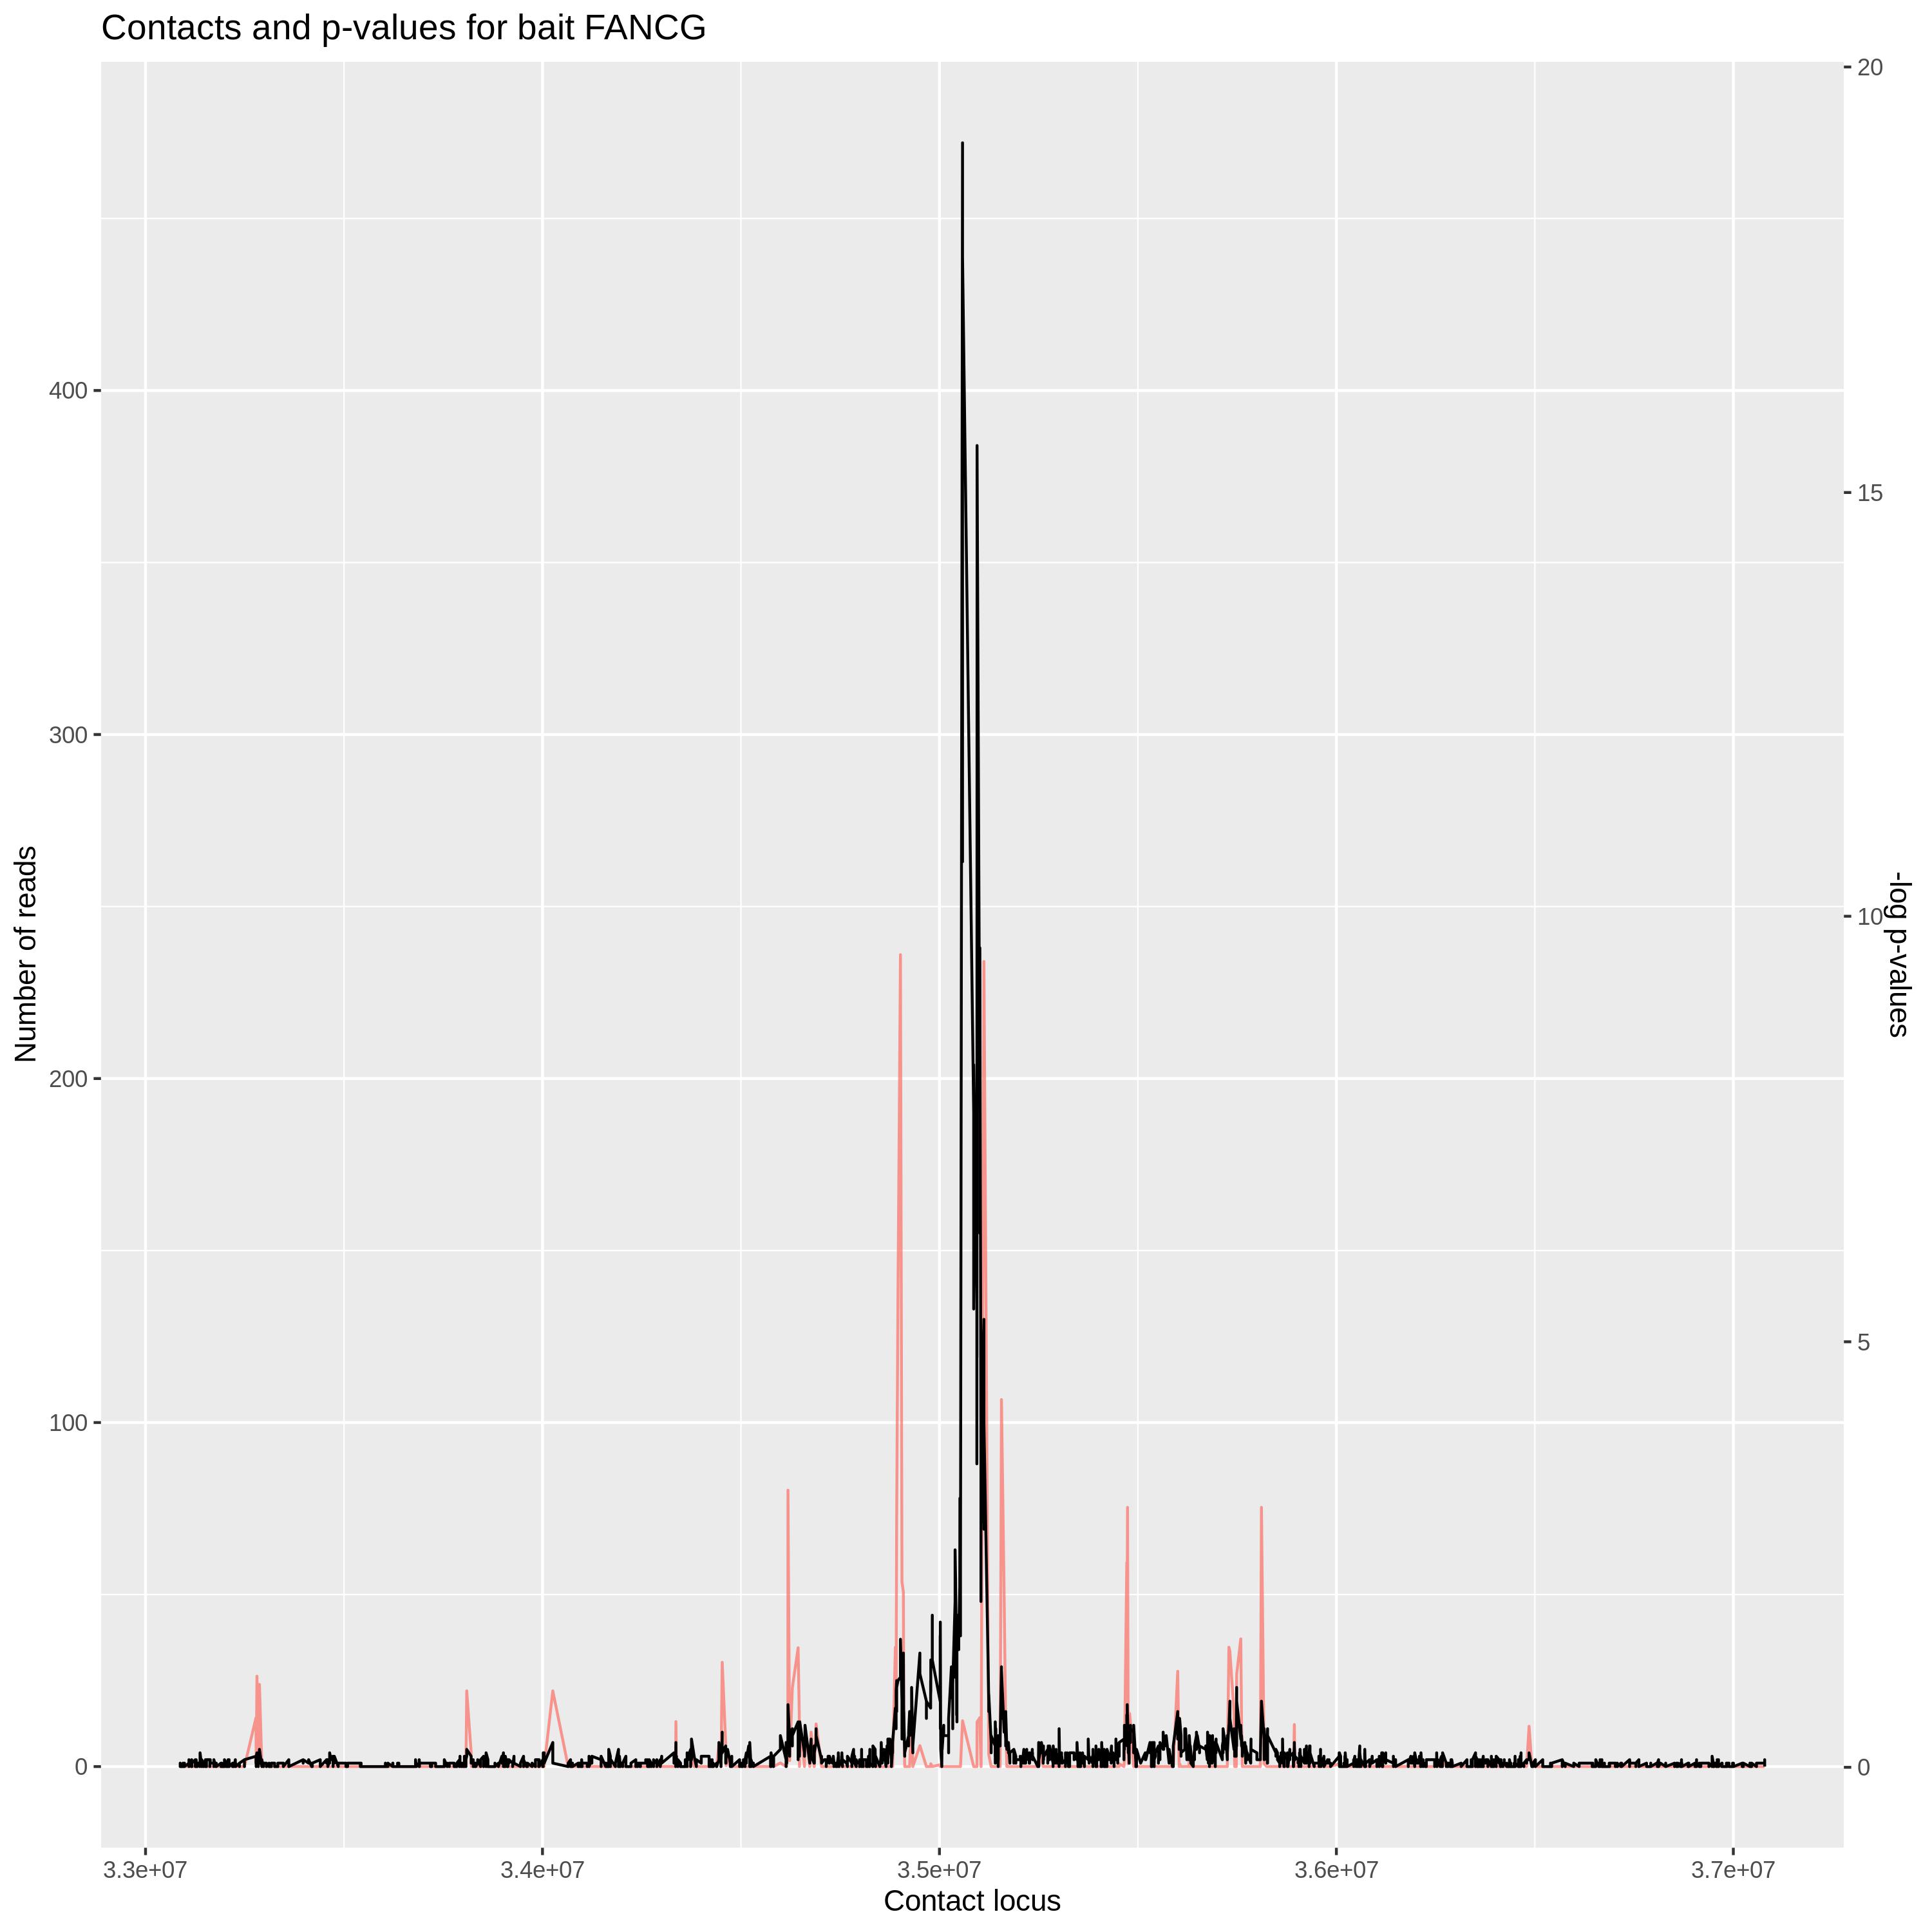 Contacts and p-values for bait FANCG
20
15
10
5
0
-log p-values
400
300
200
100
0
Number of reads
3.3e+07 3.4e+07 3.5e+07 3.6e+07 3.7e+07
Contact locus